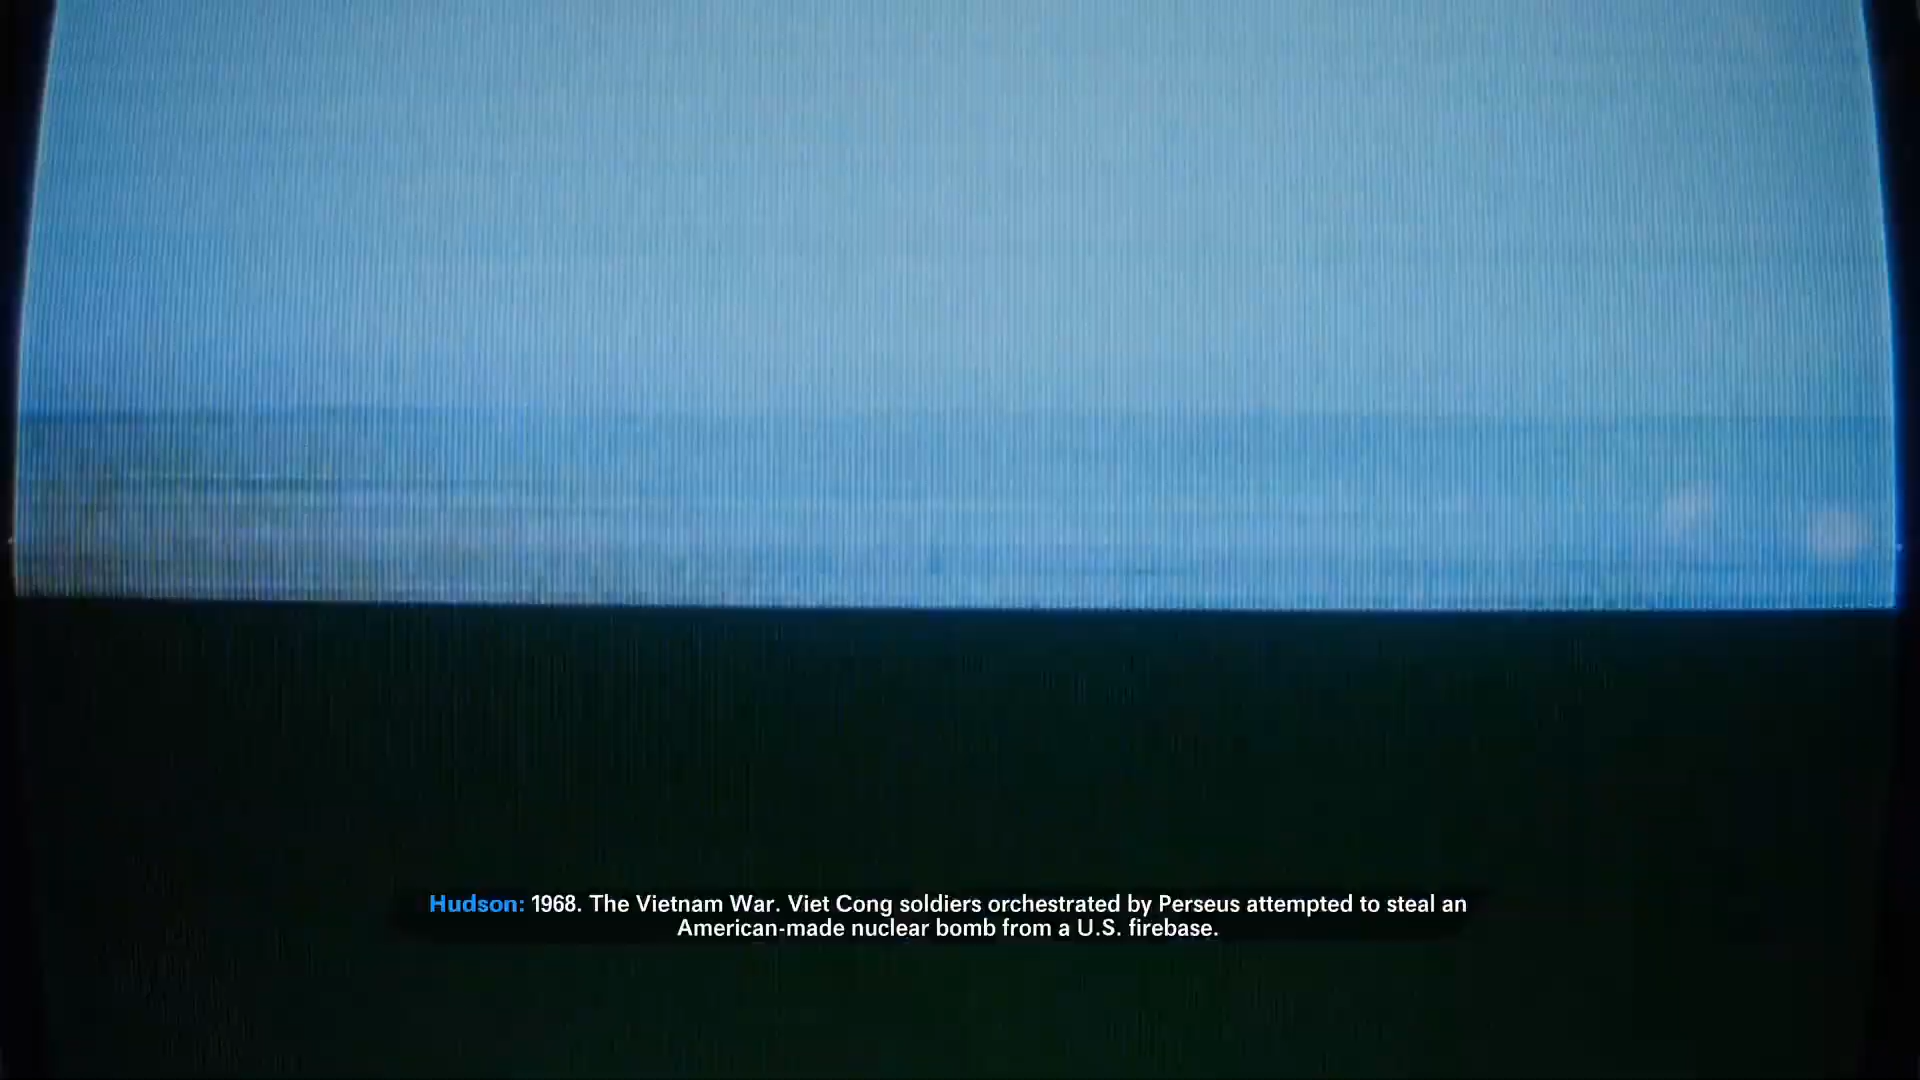 Hudson: 1968. The Vietnam War. Viet Cong soldiers orchestrated by Perseus attempted to steal an
American-made nuclear bomb from a U.S. firebase.